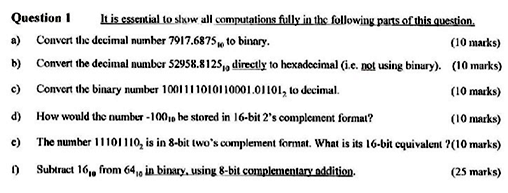 Question 1 It is essential to show all computations fully in the following parts of this question.
a) Convert the decimal number 7917.6875₁₀ to binary. (10 marks)
b) Convert the decimal number 52958.8125₁₀ directly to hexadecimal (i.e. not using binary). (10 marks)
c) Convert the binary number 1001111010110001.01101₂ to decimal. (10 marks)
d) How would the number -100₁₀ be stored in 16-bit 2's complement format? (10 marks)
e) The number 11101110₂ is in 8-bit two's complement format. What is its 16-bit equivalent ?(10 marks)
f) Subtract 16₁₀ from 64₁₀ in binary, using 8-bit complementary addition. (25 marks)